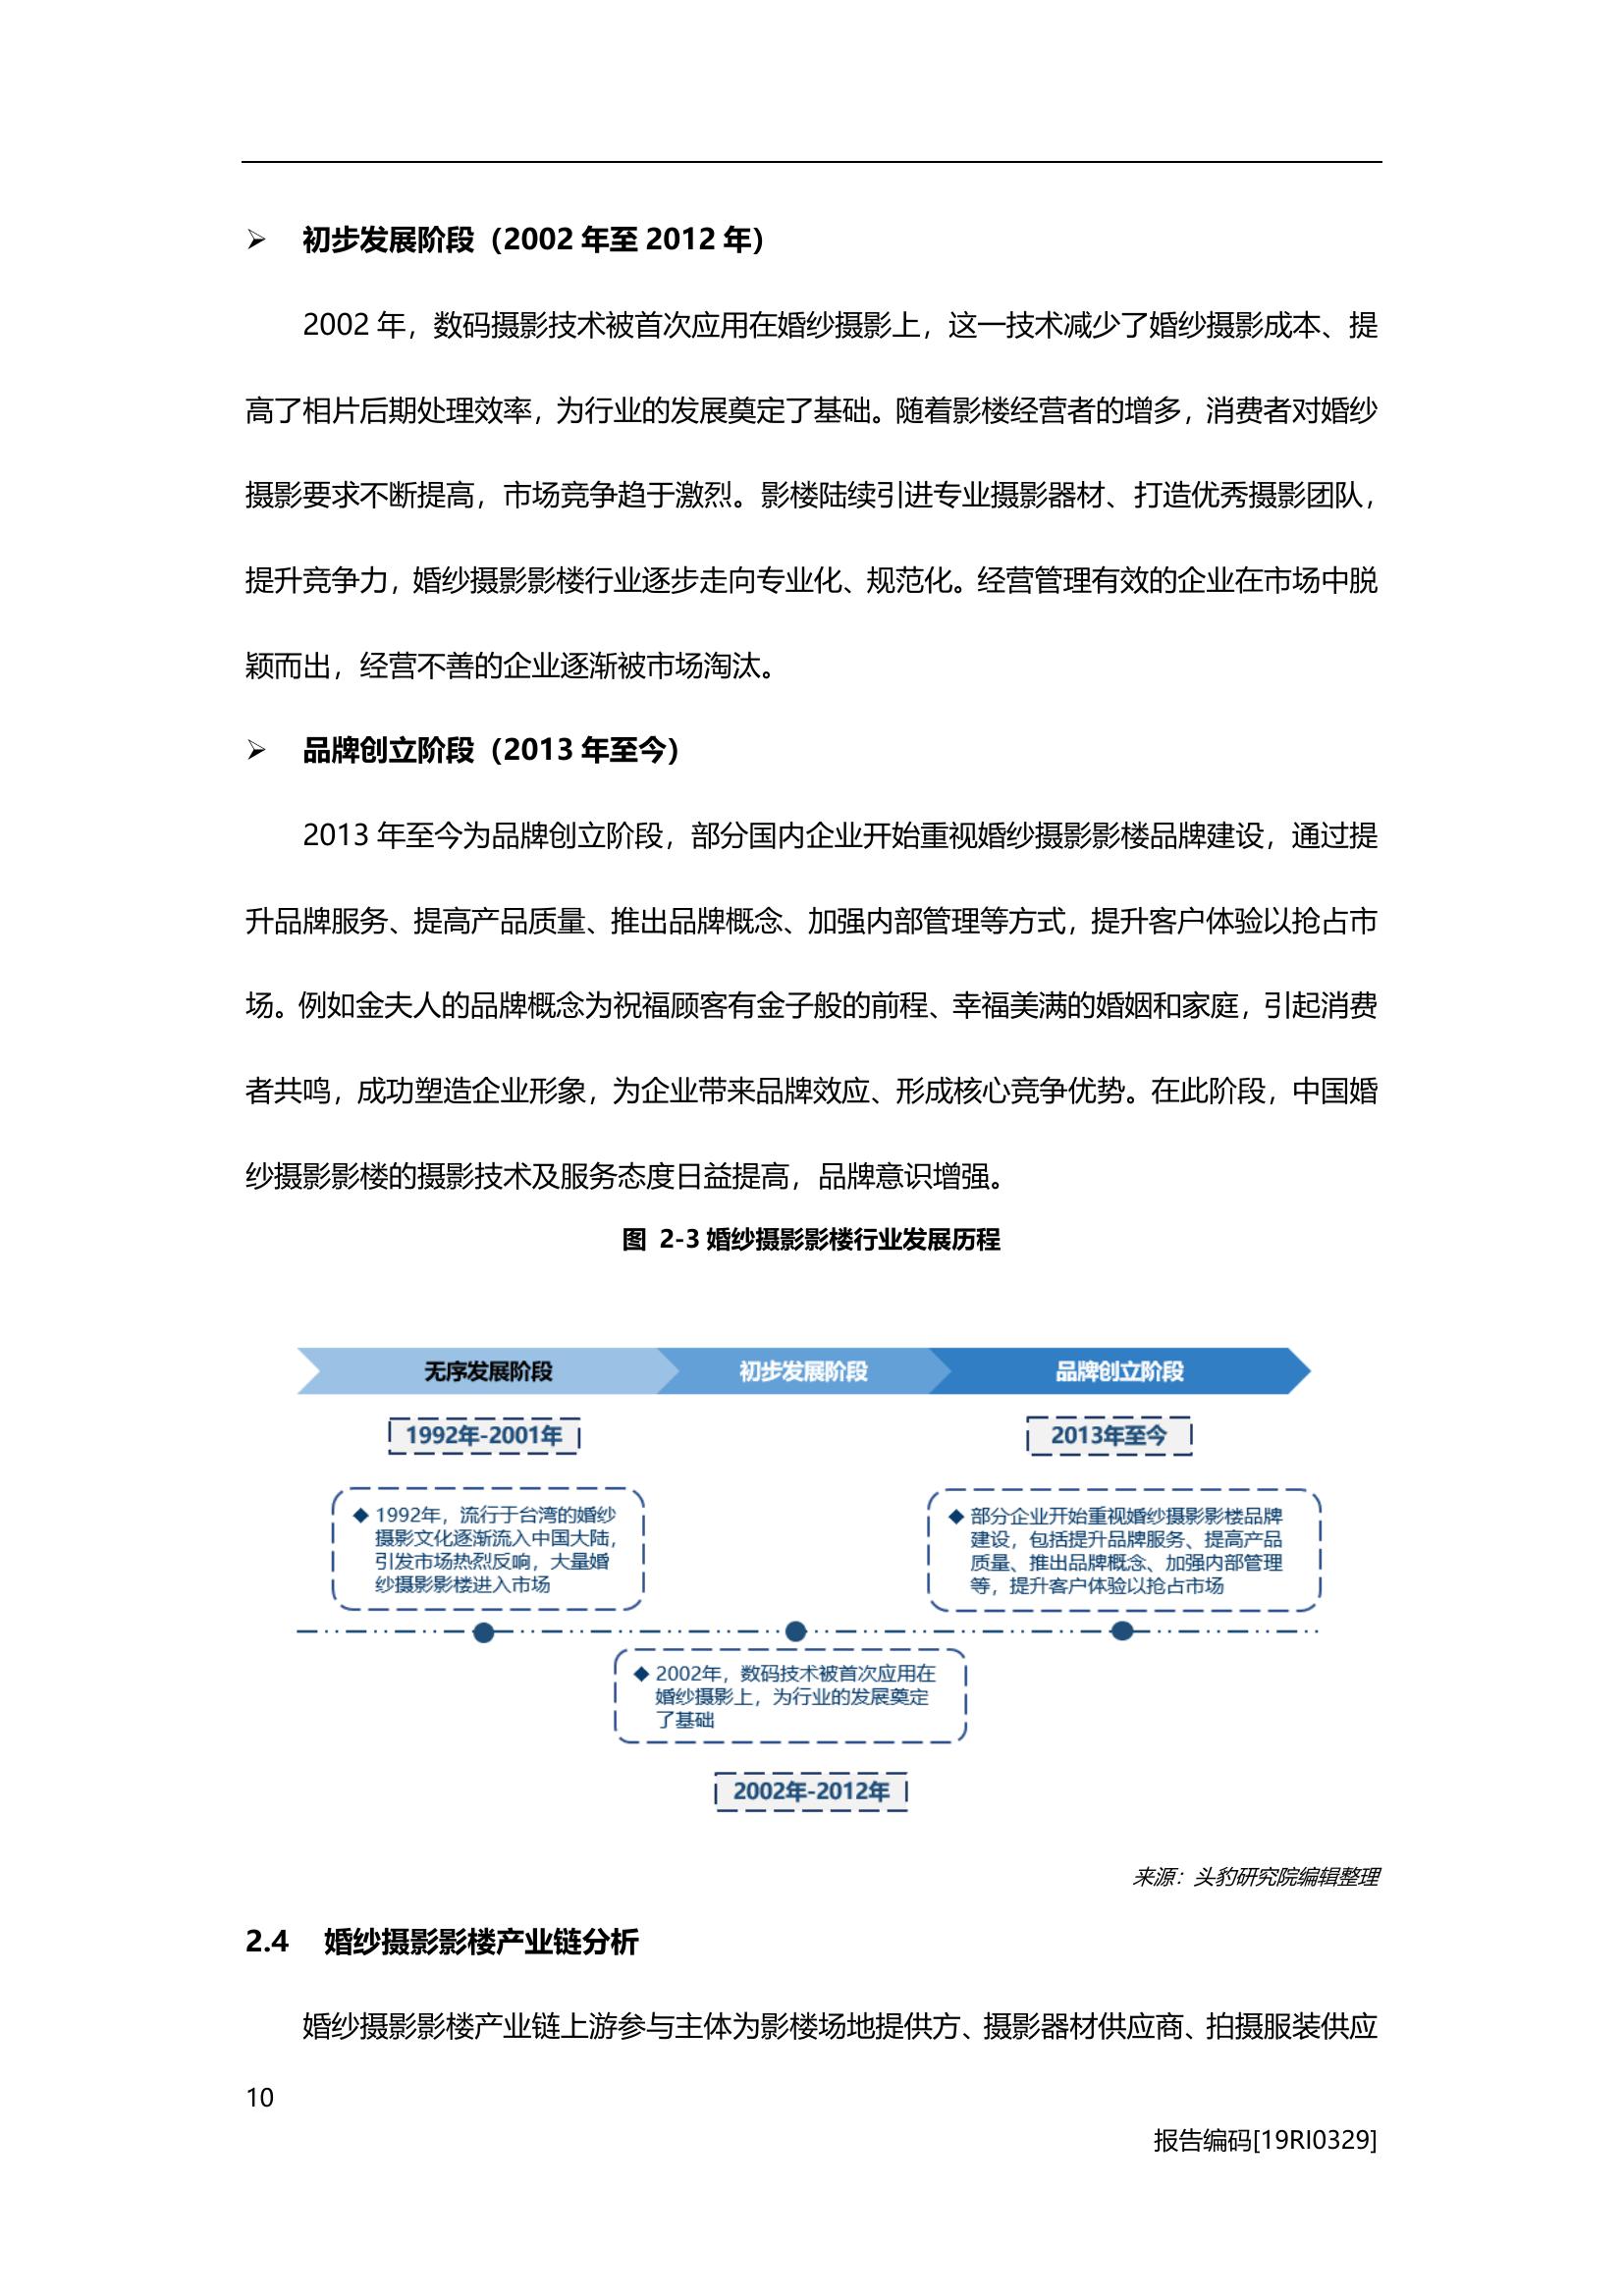 ➢ 初步发展阶段（2002 年至 2012 年）
2002 年，数码摄影技术被首次应用在婚纱摄影上，这一技术减少了婚纱摄影成本、提
高了相片后期处理效率，为行业的发展奠定了基础。随着影楼经营者的增多，消费者对婚纱
摄影要求不断提高，市场竞争趋于激烈。影楼陆续引进专业摄影器材、打造优秀摄影团队，
提升竞争力，婚纱摄影影楼行业逐步走向专业化、规范化。经营管理有效的企业在市场中脱
颖而出，经营不善的企业逐渐被市场淘汰。
➢ 品牌创立阶段（2013 年至今）
2013 年至今为品牌创立阶段，部分国内企业开始重视婚纱摄影影楼品牌建设，通过提
升品牌服务、提高产品质量、推出品牌概念、加强内部管理等方式，提升客户体验以抢占市
场。例如金夫人的品牌概念为祝福顾客有金子般的前程、幸福美满的婚姻和家庭，引起消费
者共鸣，成功塑造企业形象，为企业带来品牌效应、形成核心竞争优势。在此阶段，中国婚
纱摄影影楼的摄影技术及服务态度日益提高，品牌意识增强。
图 2-3 婚纱摄影影楼行业发展历程
无序发展阶段
初步发展阶段
品牌创立阶段
1992年-2001年
2013年至今
◆ 1992年，流行于台湾的婚纱
摄影文化逐渐流入中国大陆，
引发市场热烈反响，大量婚
纱摄影影楼进入市场
◆ 部分企业开始重视婚纱摄影影楼品牌
建设，包括提升品牌服务、提高产品
质量、推出品牌概念、加强内部管理
等，提升客户体验以抢占市场
◆ 2002年，数码技术被首次应用在
婚纱摄影上，为行业的发展奠定
了基础
2002年-2012年
来源：头豹研究院编辑整理
2.4 婚纱摄影影楼产业链分析
婚纱摄影影楼产业链上游参与主体为影楼场地提供方、摄影器材供应商、拍摄服装供应
10
报告编码[19RI0329]